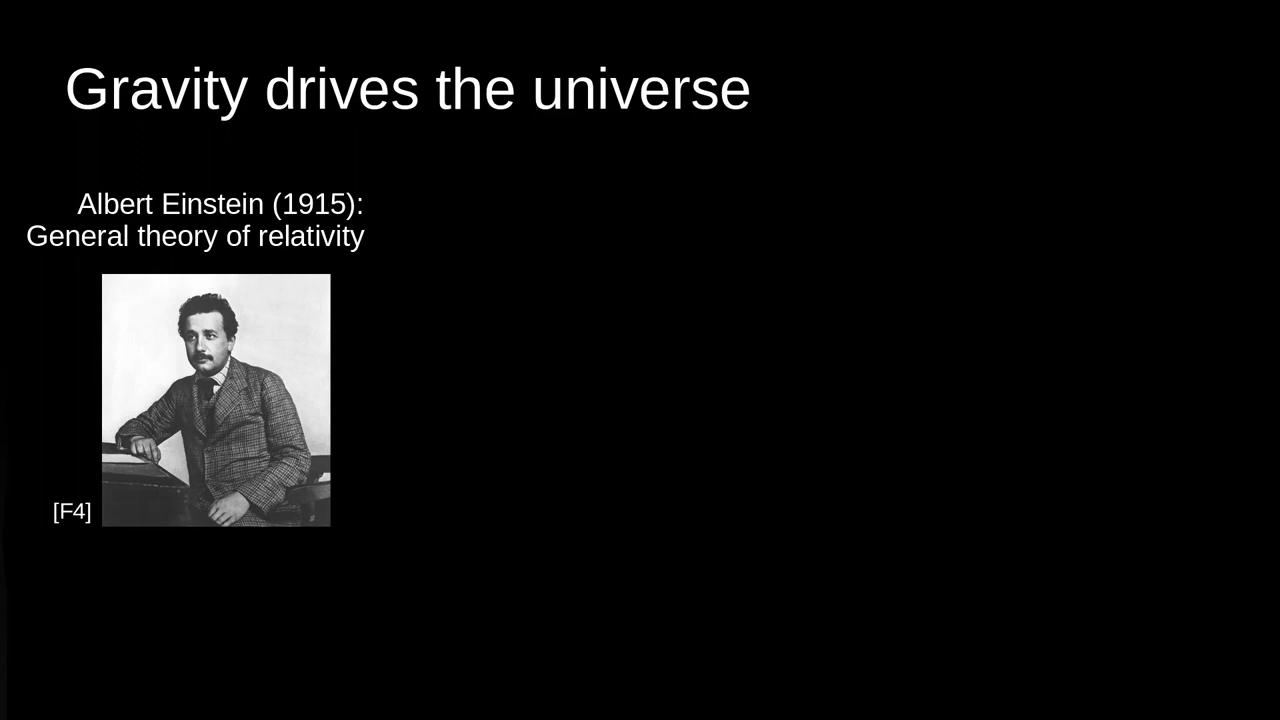 Gravity drives the universe
Albert Einstein (1915):
General theory of relativity
[F4]